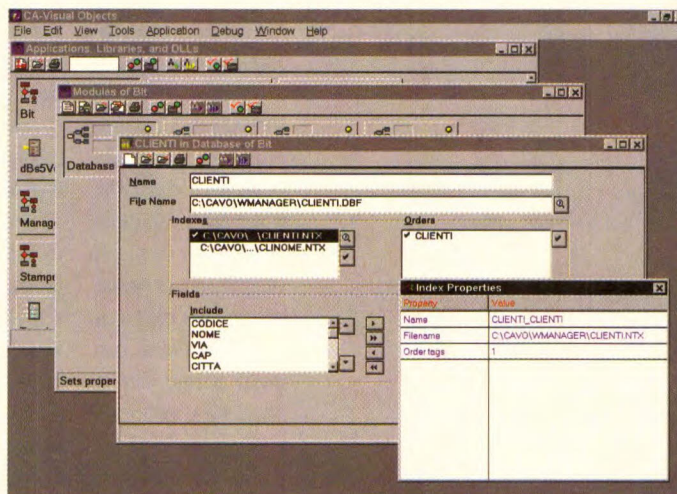 CA-Visual Objects
File Edit View Tools Application Debug Window Help
Applications, Libraries, and DLLs
Bit
Modules of Bit
Database
CLIENTI in Database of Bit
Name CLIENTI
File Name C:\CAVO\WMANAGER\CLIENTI.DBF
Indexes
C:\CAVO\...\CLIENTI.NTX
C:\CAVO\...\CLINOME.NTX
Orders
CLIENTI
Fields
Include
CODICE
NOME
VIA
CAP
CITTA
Index Properties
Property Value
Name CLIENTI_CLIENTI
Filename C:\CAVO\WMANAGER\CLIENTI.NTX
Order tags 1
Manag
Stampe
Sets proper